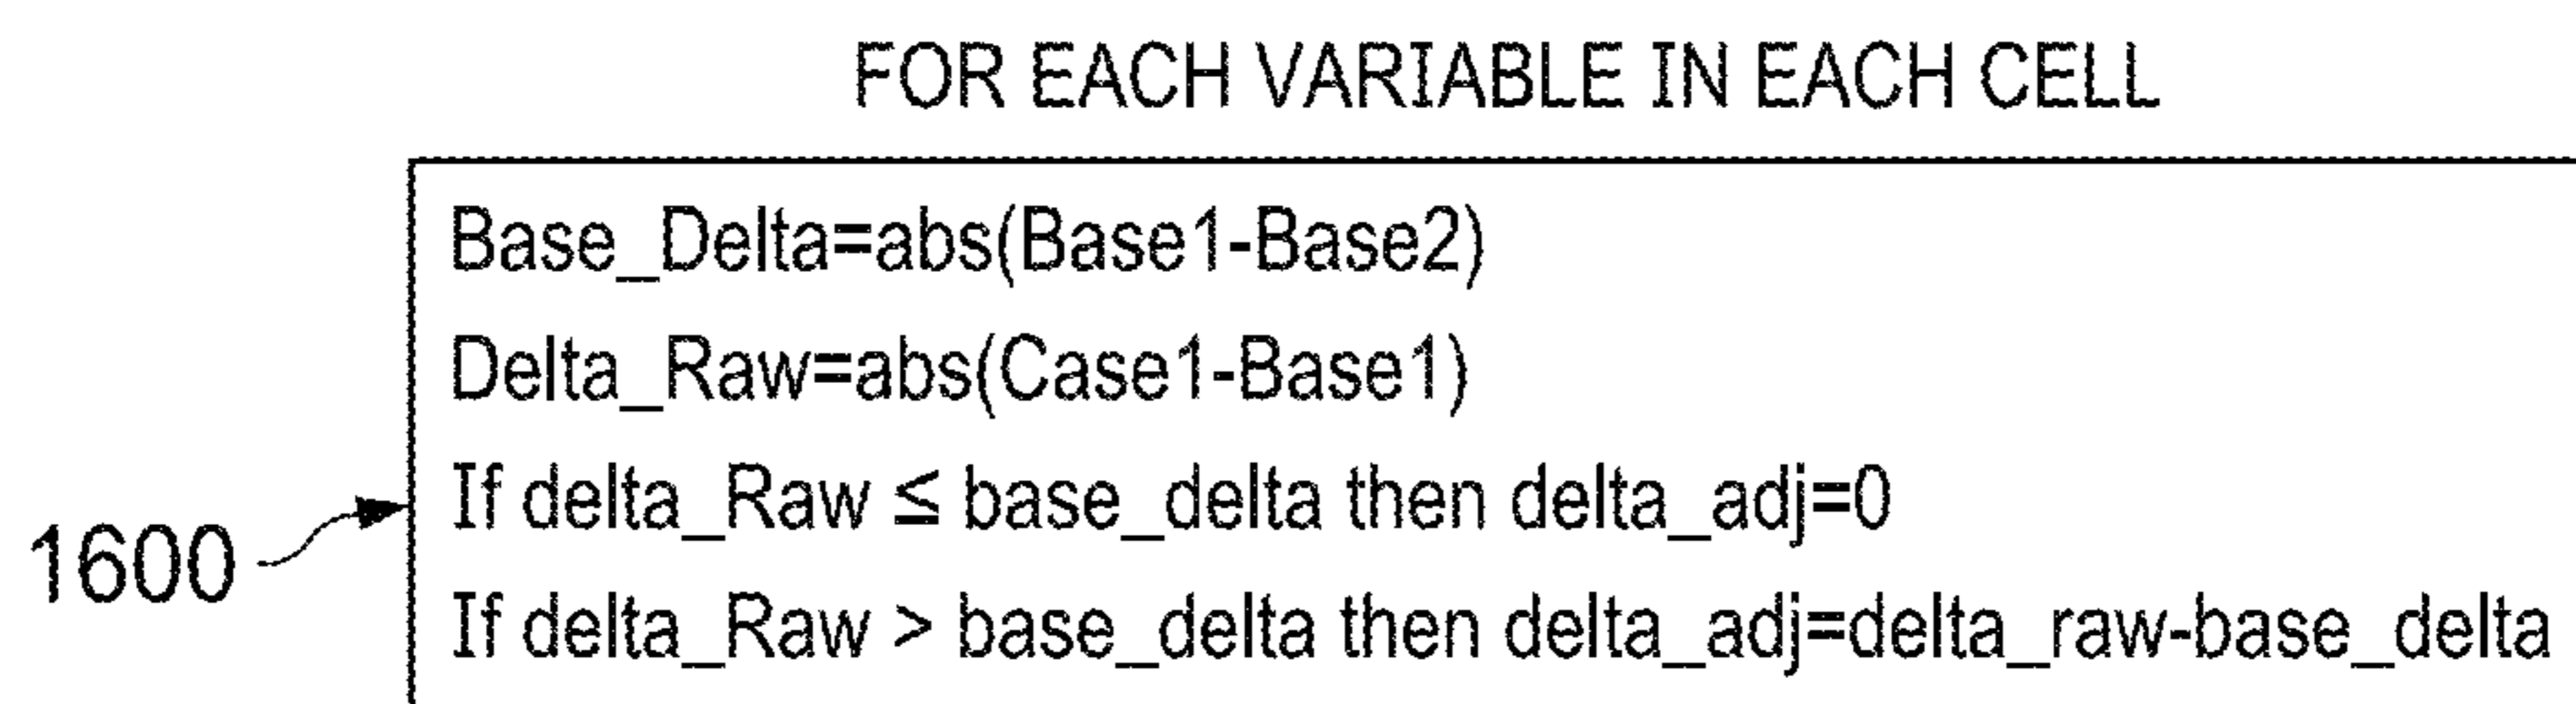 FOR EACH VARIABLE IN EACH CELL
Base_Delta=abs(Base1-Base2)
Delta_Raw=abs(Case1-Base1)
If delta_Raw ≤ base_delta then delta_adj=0
If delta_Raw > base_delta then delta_adj=delta_raw-base_delta
1600